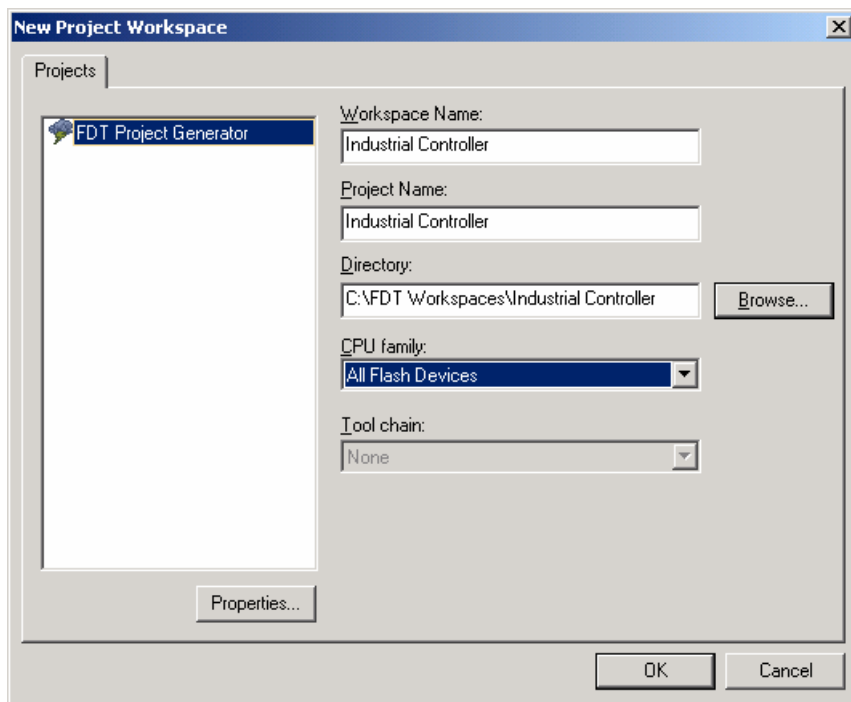 New Project Workspace
Projects
FDT Project Generator
Workspace Name:
Industrial Controller
Project Name:
Industrial Controller
Directory:
C:\FDT Workspaces\Industrial Controller
Browse...
CPU family:
All Flash Devices
Tool chain:
None
Properties...
OK
Cancel